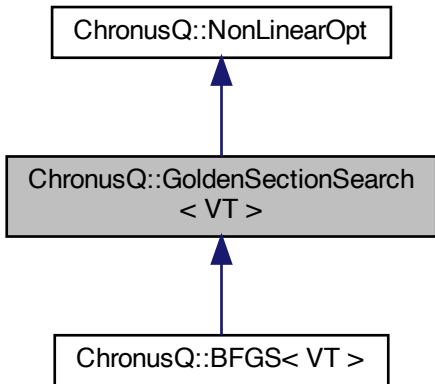 ChronusQ::NonLinearOpt
ChronusQ::GoldenSectionSearch
< VT >
ChronusQ::BFGS< VT >